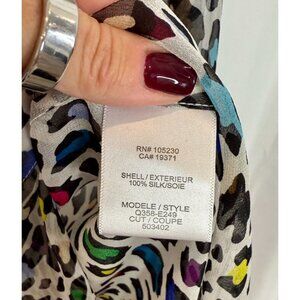 RN# 105230
CA# 19371
SHELL / EXTERIEUR
100% SILK/SOIE
MODELE / STYLE
Q358-E249
CUT / COUPE
503402